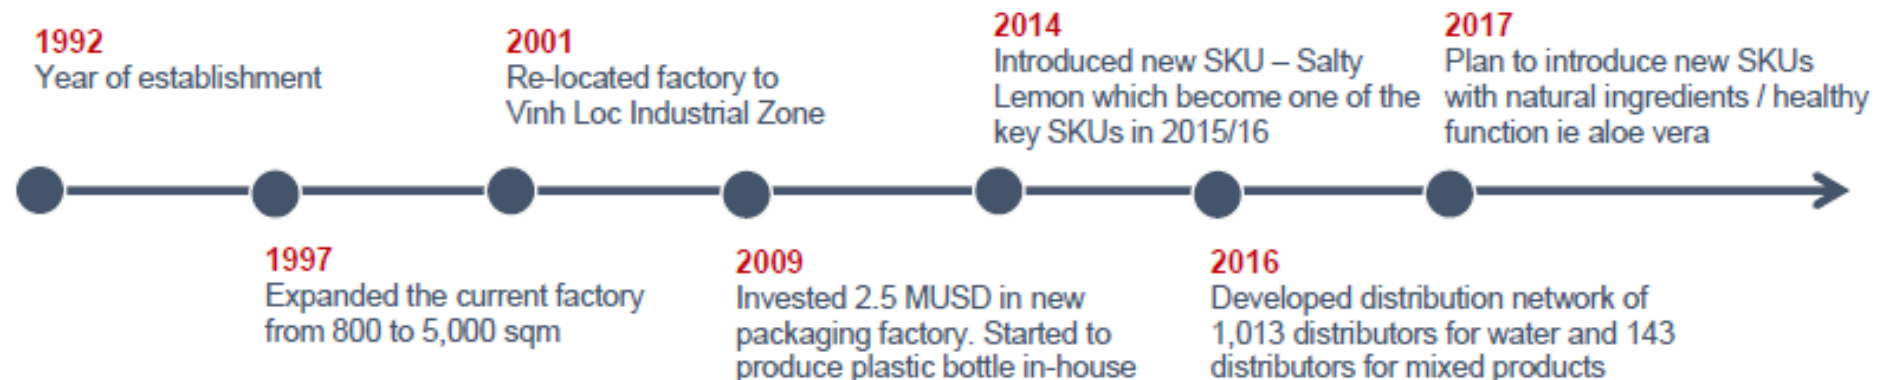 1992
Year of establishment
2001
Re-located factory to
Vinh Loc Industrial Zone
2014
Introduced new SKU – Salty
Lemon which become one of the
key SKUs in 2015/16
2017
Plan to introduce new SKUs
with natural ingredients / healthy
function ie aloe vera
1997
Expanded the current factory
from 800 to 5,000 sqm
2009
Invested 2.5 MUSD in new
packaging factory. Started to
produce plastic bottle in-house
2016
Developed distribution network of
1,013 distributors for water and 143
distributors for mixed products